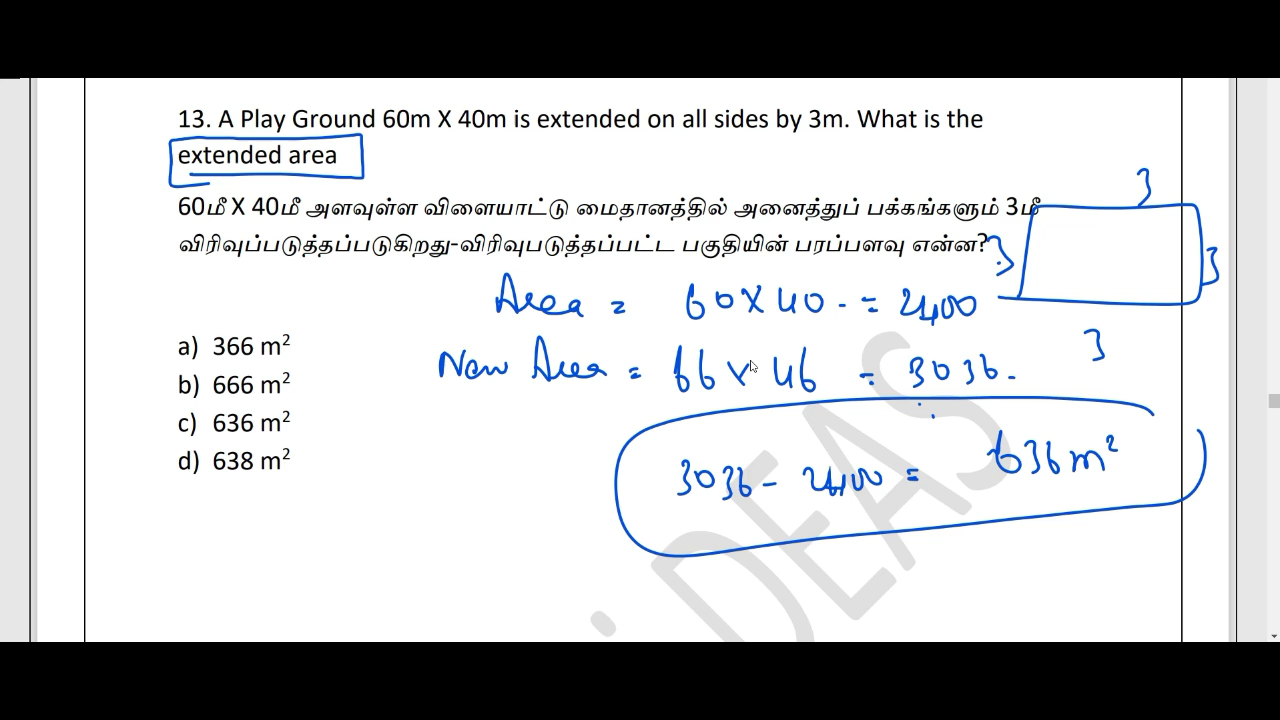 13. A Play Ground 60m X 40m is extended on all sides by 3m. What is the
extended area
3
60மீ X 40மீ அளவுள்ள விளையாட்டு மைதானத்தில் அனைத்துப் பக்கங்களும் 3மீ
விரிவுப்படுத்தப்படுகிறது-விரிவுபடுத்தப்பட்ட பகுதியின் பரப்பளவு என்ன?
3
3
Area = 60 X 40 = 2400
a) 366 m²
3
New Area = 66 x 46 = 3036
b) 666 m²
c) 636 m²
d) 638 m²
3036 - 2400 = 636m²
iDEAS